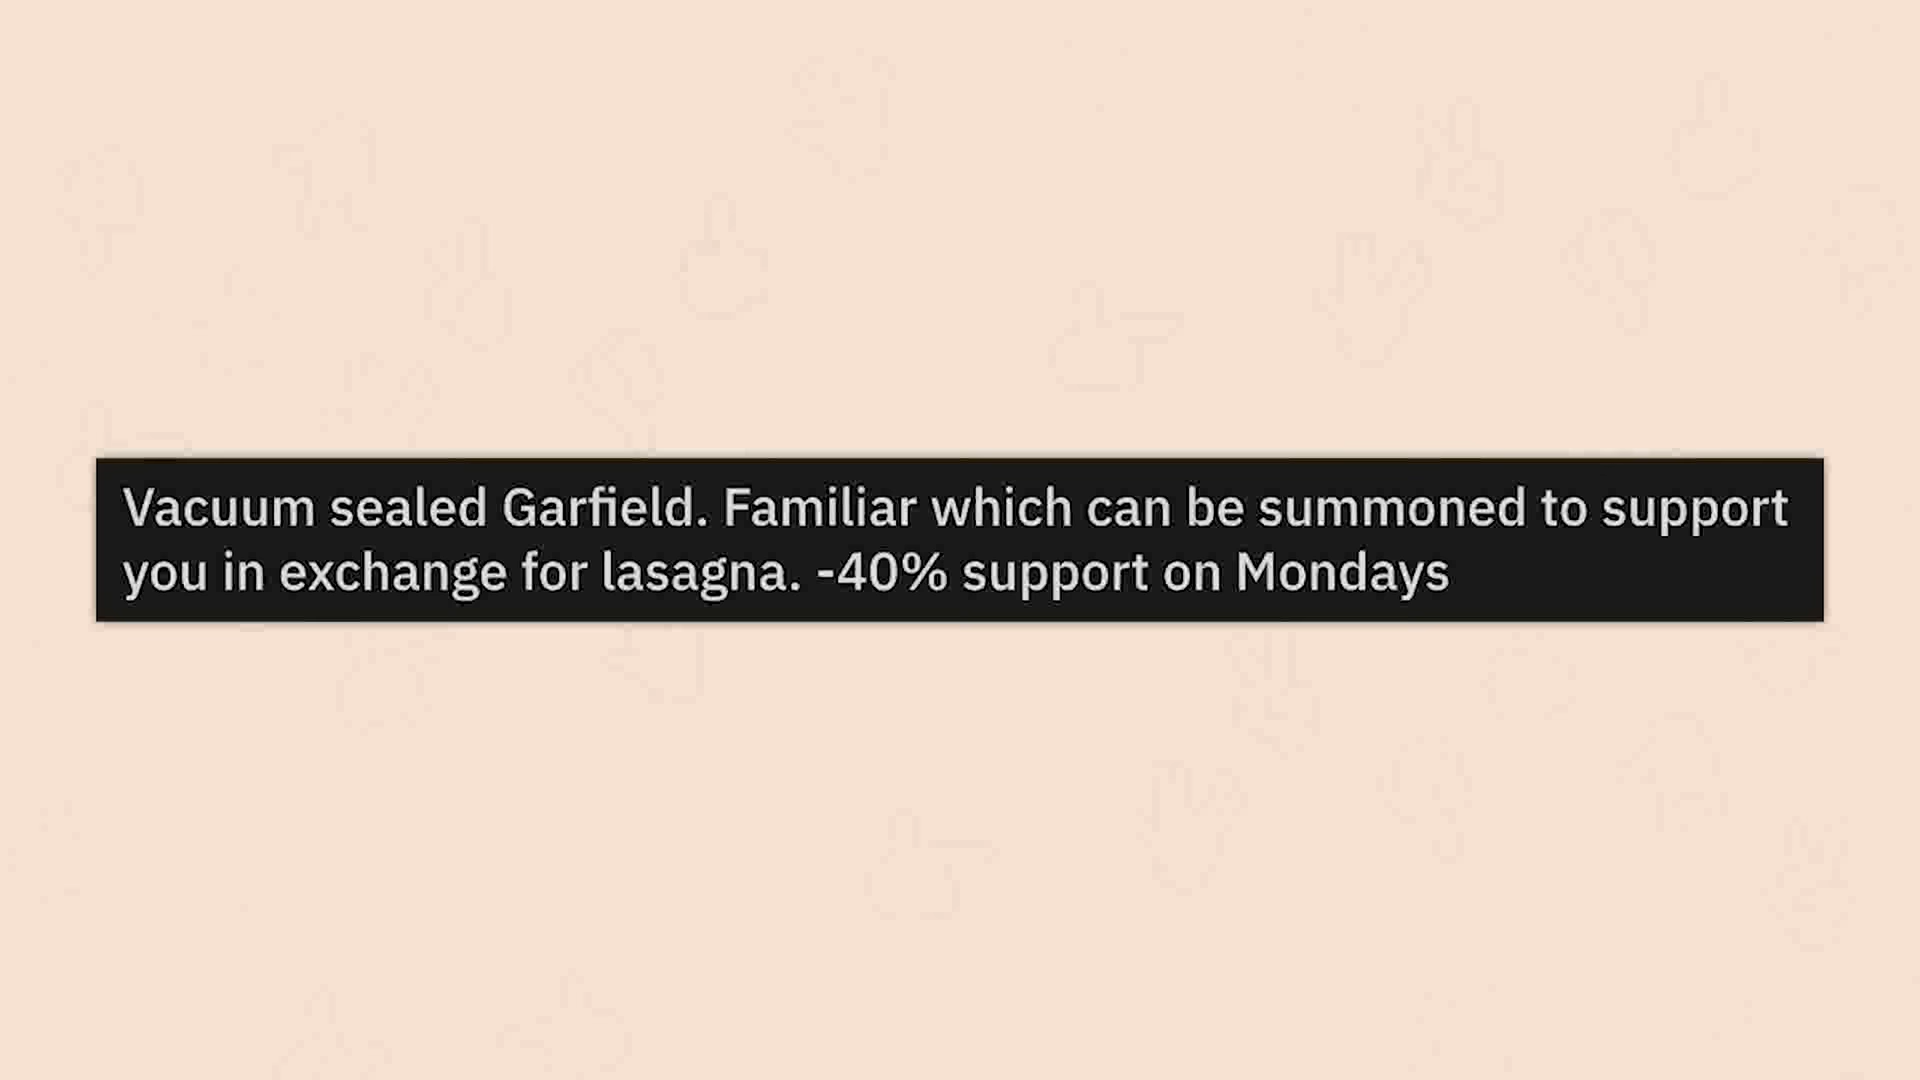 Vacuum sealed Garfield. Familiar which can be summoned to support
you in exchange for lasagna. -40% support on Mondays